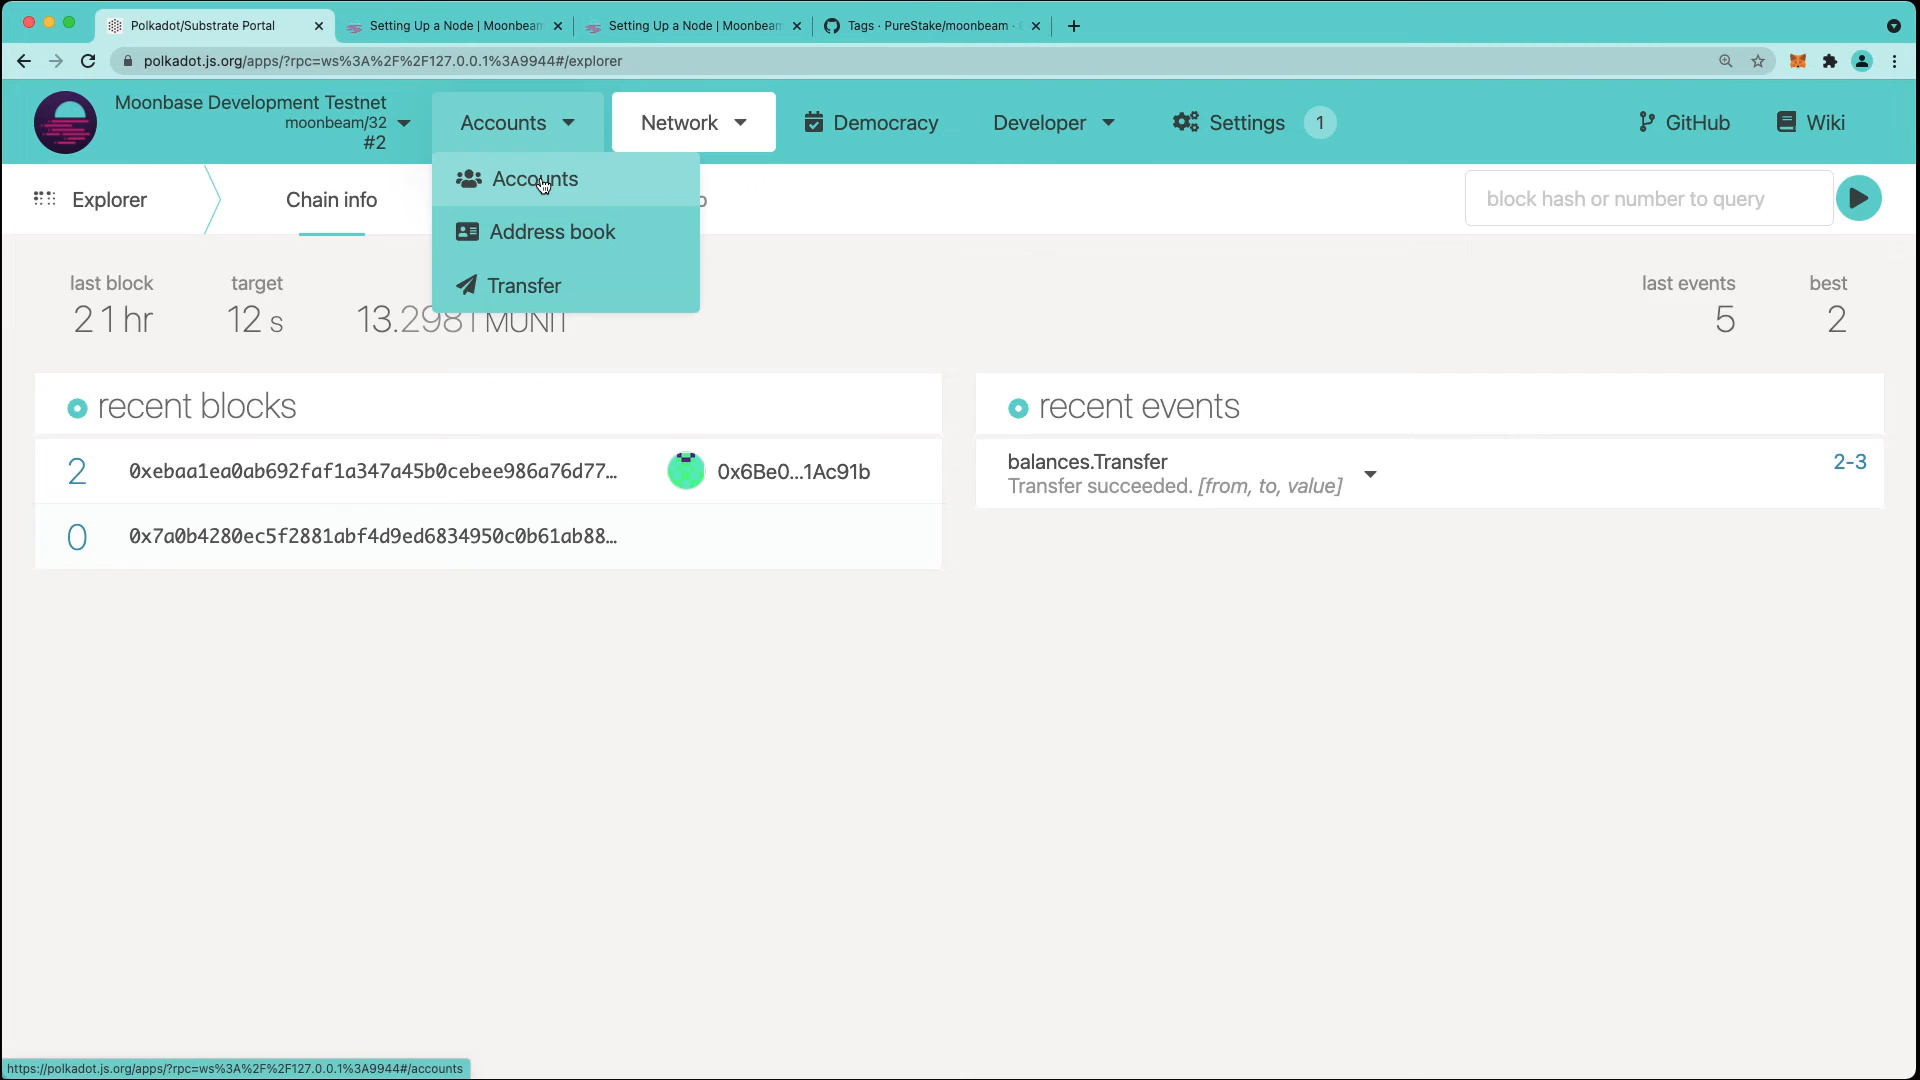 Polkadot/Substrate Portal
Setting Up a Node | Moonbeam
Setting Up a Node | Moonbeam
Tags · PureStake/moonbeam ·
polkadot.js.org/apps/?rpc=ws%3A%2F%2F127.0.0.1%3A9944#/explorer
Moonbase Development Testnet
moonbeam/32
#2
Accounts
Network
Democracy
Developer
Settings
1
GitHub
Wiki
Accounts
Address book
Transfer
Explorer
Chain info
block hash or number to query
last block
21 hr
target
12 s
13.2981 MUNIT
last events
5
best
2
recent blocks
2
0xebaa1ea0ab692faf1a347a45b0cebee986a76d77…
0x6Be0...1Ac91b
0
0x7a0b4280ec5f2881abf4d9ed6834950c0b61ab88…
recent events
balances.Transfer
Transfer succeeded. [from, to, value]
2-3
https://polkadot.js.org/apps/?rpc=ws%3A%2F%2F127.0.0.1%3A9944#/accounts